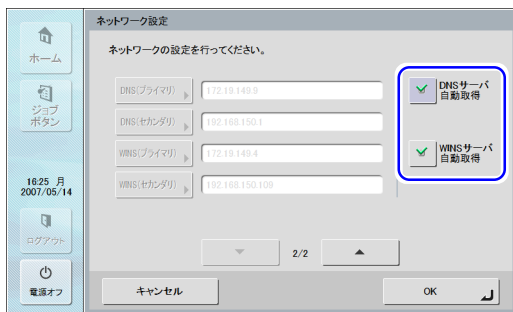 ネットワーク設定
ネットワークの設定を行ってください。
ホーム
ジョブ
ボタン
16:25 月
2007/05/14
ログアウト
電源オフ
DNS(プライマリ)
172.19.149.9
DNS(セカンダリ)
192.168.150.1
WINS(プライマリ)
172.19.149.4
WINS(セカンダリ)
192.168.150.109
DNSサーバ
自動取得
WINSサーバ
自動取得
2/2
キャンセル
OK